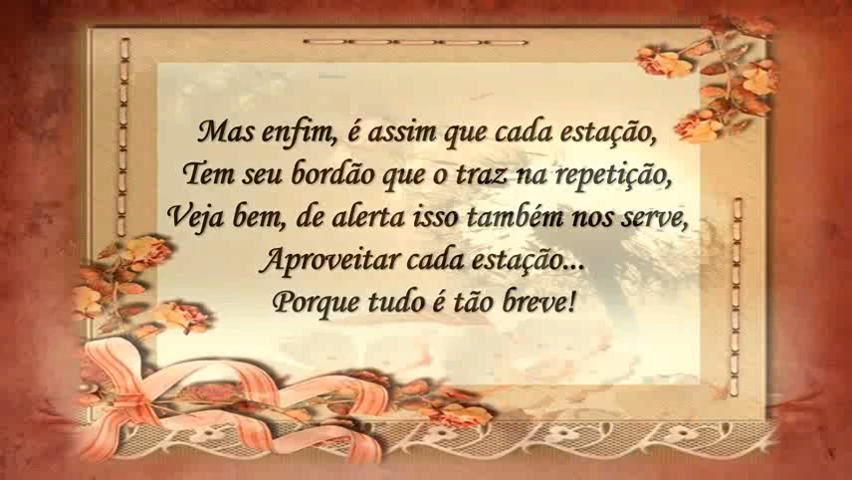 Mas enfim, é assim que cada estação,
Tem seu bordão que o traz na repetição,
Veja bem, de alerta isso também nos serve,
Aproveitar cada estação...
Porque tudo é tão breve!